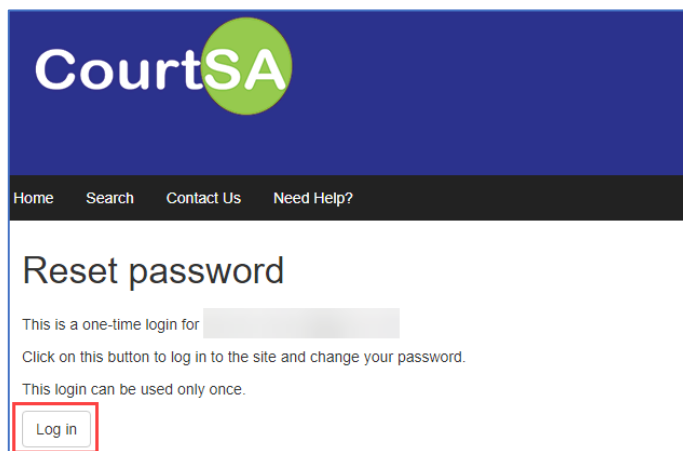 CourtSA
Home Search Contact Us Need Help?
Reset password
This is a one-time login for
Click on this button to log in to the site and change your password.
This login can be used only once.
Log in